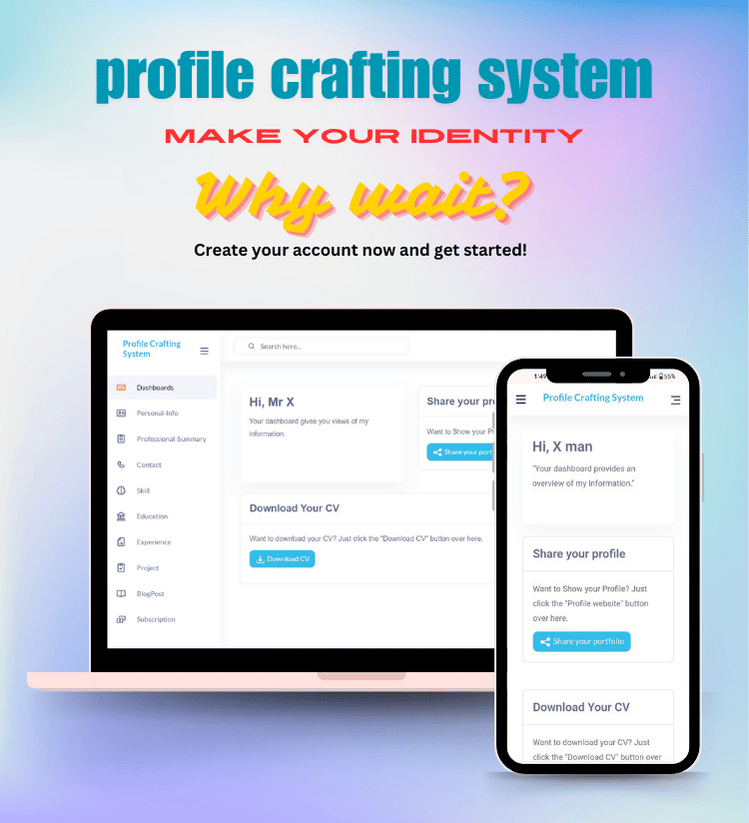 profile crafting system
MAKE YOUR IDENTITY
Why wait?
Create your account now and get started!
Profile Crafting
System
Search here...
Dashboards
Personal-Info
Professional-Summary
Contact
Skill
Education
Experience
Project
BlogPost
Subscription
Hi, Mr X
Your dashboard gives you views of my
information.
Share your
Want to Show your
Share your
Download Your CV
Want to download your CV? Just click the "Download CV" button over here.
Download CV
1:49
55%
Profile Crafting System
Hi, X man
"Your dashboard provides an
overview of my information."
Share your profile
Want to Show your Profile? Just
click the "Profile website" button
over here.
Share your portfolio
Download Your CV
Want to download your CV? Just
click the "Download CV" button over